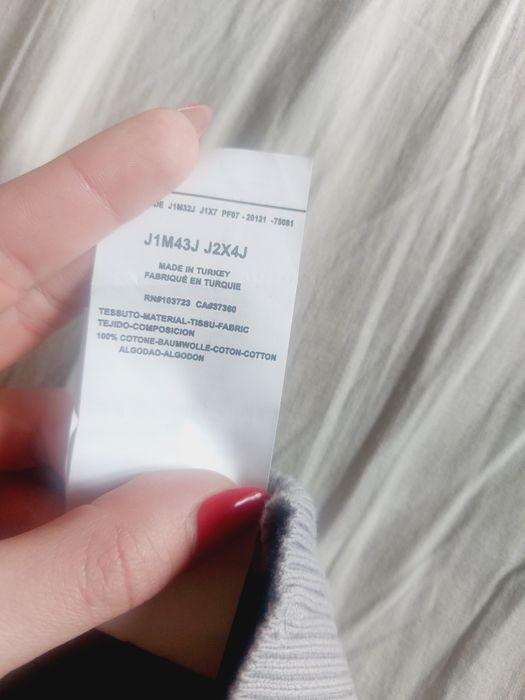 DE J1M32J J1X7 PF07 - 20121 -75081
J1M43J J2X4J
MADE IN TURKEY
FABRIQUÉ EN TURQUIE
RN#103723 CA#37360
TESSUTO-MATERIAL-TISSU-FABRIC
TEJIDO-COMPOSICION
100% COTONE-BAUMWOLLE-COTON-COTTON
ALGODAO-ALGODON